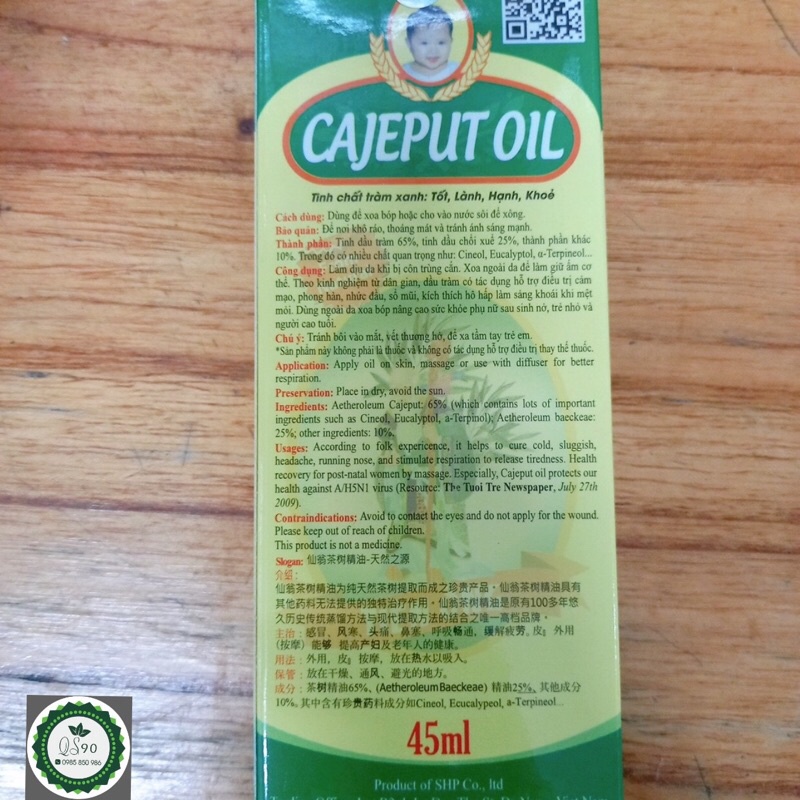 CAJEPUT OIL
Tinh chất tràm xanh: Tốt, Lành, Hạnh, Khoẻ
Cách dùng: Dùng để xoa bóp hoặc cho vào nước sôi để xông.
Bảo quản: Để nơi khô ráo, thoáng mát và tránh ánh sáng mạnh.
Thành phần: Tinh dầu tràm 65%, tinh dầu chổi xuể 25%, thành phần khác
10%. Trong đó có nhiều chất quan trọng như: Cineol, Eucalyptol, α-Terpineol...
Công dụng: Làm dịu da khi bị côn trùng cắn. Xoa ngoài da để làm giữ ấm cơ
thể. Theo kinh nghiệm từ dân gian, dầu tràm có tác dụng hỗ trợ điều trị cảm
mạo, phong hàn, nhức đầu, sổ mũi, kích thích hô hấp làm sảng khoái khi mệt
mỏi. Dùng ngoài da xoa bóp nâng cao sức khỏe phụ nữ sau sinh nở, trẻ nhỏ và
người cao tuổi.
Chú ý: Tránh bôi vào mắt, vết thương hở, để xa tầm tay trẻ em.
*Sản phẩm này không phải là thuốc và không có tác dụng hỗ trợ điều trị thay thế thuốc.
Application: Apply oil on skin, massage or use with diffuser for better
respiration.
Preservation: Place in dry, avoid the sun.
Ingredients: Aetheroleum Cajeput: 65% (which contains lots of important
ingredients such as Cineol, Eucalyptol, a-Terpinol); Aetheroleum baeckeae:
25%; other ingredients: 10%.
Usages: According to folk expericence, it helps to cure cold, sluggish,
headache, running nose, and stimulate respiration to release tiredness. Health
recovery for post-natal women by massage. Especially, Cajeput oil protects our
health against A/H5N1 virus (Resource: The Tuoi Tre Newspaper, July 27th
2009).
Contraindications: Avoid to contact the eyes and do not apply for the wound.
Please keep out of reach of children.
This product is not a medicine.
Slogan: 仙翁茶树精油-天然之源
介紹:
仙翁茶树精油为纯天然茶树提取而成之珍贵产品。仙翁茶树精油具有
其他药料无法提供的独特治疗作用。仙翁茶树精油是原有100多年悠
久历史传统蒸馏方法与现代提取方法的结合之唯一高档品牌。
主治: 感冒、风寒、头痛、鼻塞、呼吸畅通, 缓解疲劳。皮: 外用
(按摩) 能够 提高产妇及老年人的健康。
用法: 外用, 皮: 按摩, 放在热水以吸入。
保管: 放在干燥、通风、避光的地方。
成分: 茶树精油65%、(Aetheroleum Baeckeae) 精油25%、其他成分
10%、其中含有珍贵药料成分如Cineol, Ecucalypeol, a-Terpineol...
45ml
Product of SHP Co., ltd
QS90
0985 850 986